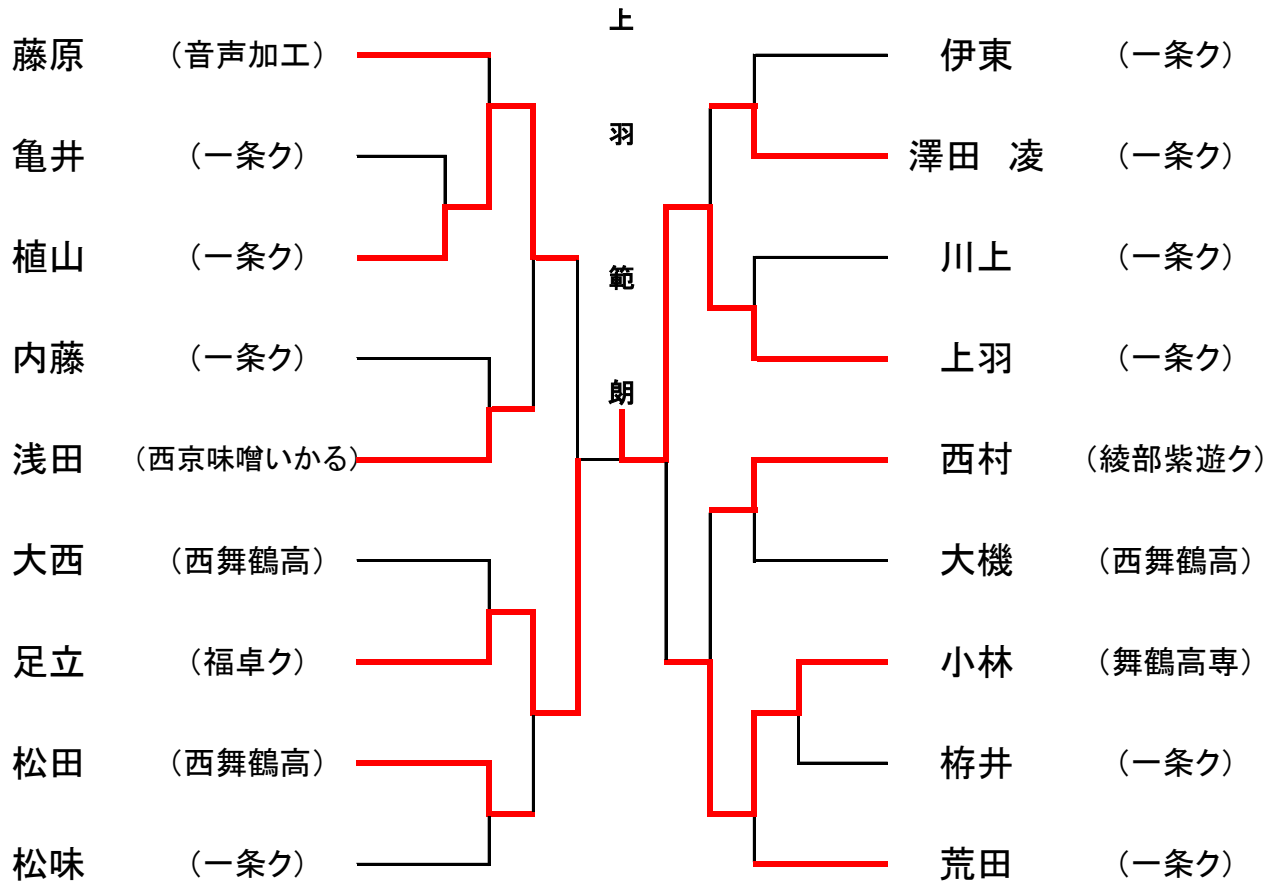 藤原 (音声加工)
亀井 (一条ク)
植山 (一条ク)
内藤 (一条ク)
浅田 (西京味噌いかる)
大西 (西舞鶴高)
足立 (福卓ク)
松田 (西舞鶴高)
松味 (一条ク)
上羽範朗
伊東 (一条ク)
澤田 凌 (一条ク)
川上 (一条ク)
上羽 (一条ク)
西村 (綾部紫遊ク)
大機 (西舞鶴高)
小林 (舞鶴高専)
栫井 (一条ク)
荒田 (一条ク)